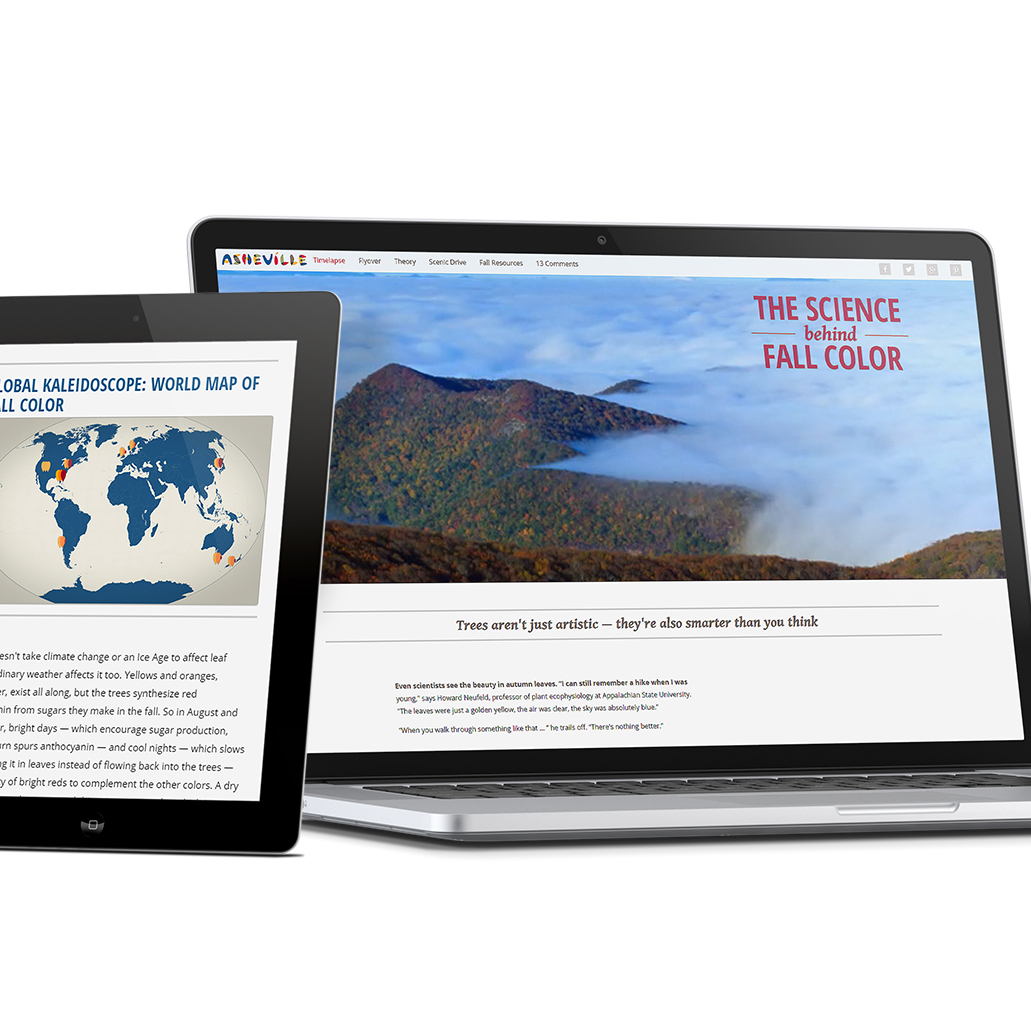 ASHEVILLE Timelapse Flyover Theory Scenic Drive Fall Resources 13 Comments
THE SCIENCE
behind
FALL COLOR
Trees aren't just artistic — they're also smarter than you think
Even scientists see the beauty in autumn leaves. "I can still remember a hike when I was
young," says Howard Neufeld, professor of plant ecophysiology at Appalachian State University.
"The leaves were just a golden yellow, the air was clear, the sky was absolutely blue."
"When you walk through something like that ... " he trails off. "There's nothing better."
LOBAL KALEIDOSCOPE: WORLD MAP OF
ALL COLOR
esn't take climate change or an Ice Age to affect leaf
dinary weather affects it too. Yellows and oranges,
er, exist all along, but the trees synthesize red
nin from sugars they make in the fall. So in August and
r, bright days — which encourage sugar production,
urn spurs anthocyanin — and cool nights — which slows
ng it in leaves instead of flowing back into the trees —
ty of bright reds to complement the other colors. A dry